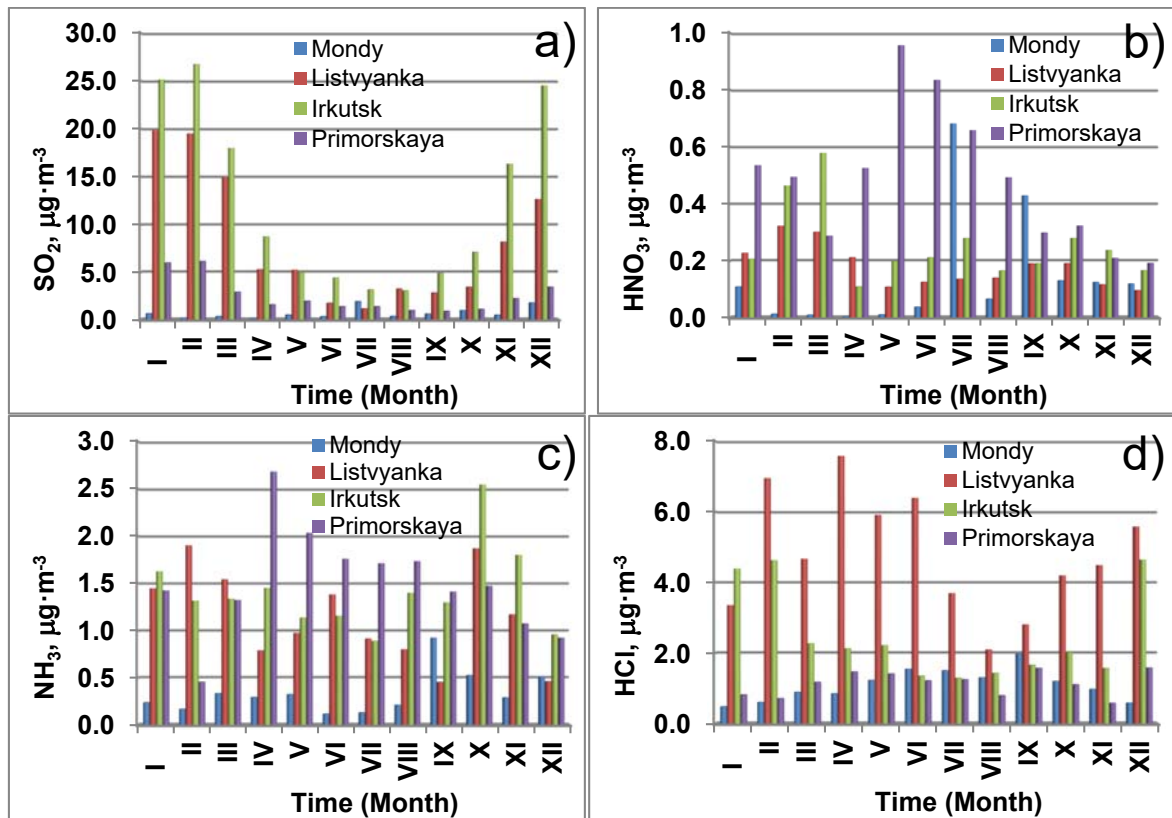 a)
Mondy
Listvyanka
Irkutsk
Primorskaya
SO2, µg·m-3
30.0
25.0
20.0
15.0
10.0
5.0
0.0
I II III IV V VI VII VIII IX X XI XII
Time (Month)
b)
Mondy
Listvyanka
Irkutsk
Primorskaya
HNO3, µg·m-3
1.0
0.8
0.6
0.4
0.2
0.0
I II III IV V VI VII VIII IX X XI XII
Time (Month)
c)
Mondy
Listvyanka
Irkutsk
Primorskaya
NH3, µg·m-3
3.0
2.5
2.0
1.5
1.0
0.5
0.0
I II III IV V VI VII VIII IX X XI XII
Time (Month)
d)
Mondy
Listvyanka
Irkutsk
Primorskaya
HCl, µg·m-3
8.0
6.0
4.0
2.0
0.0
I II III IV V VI VII VIII IX X XI XII
Time (Month)